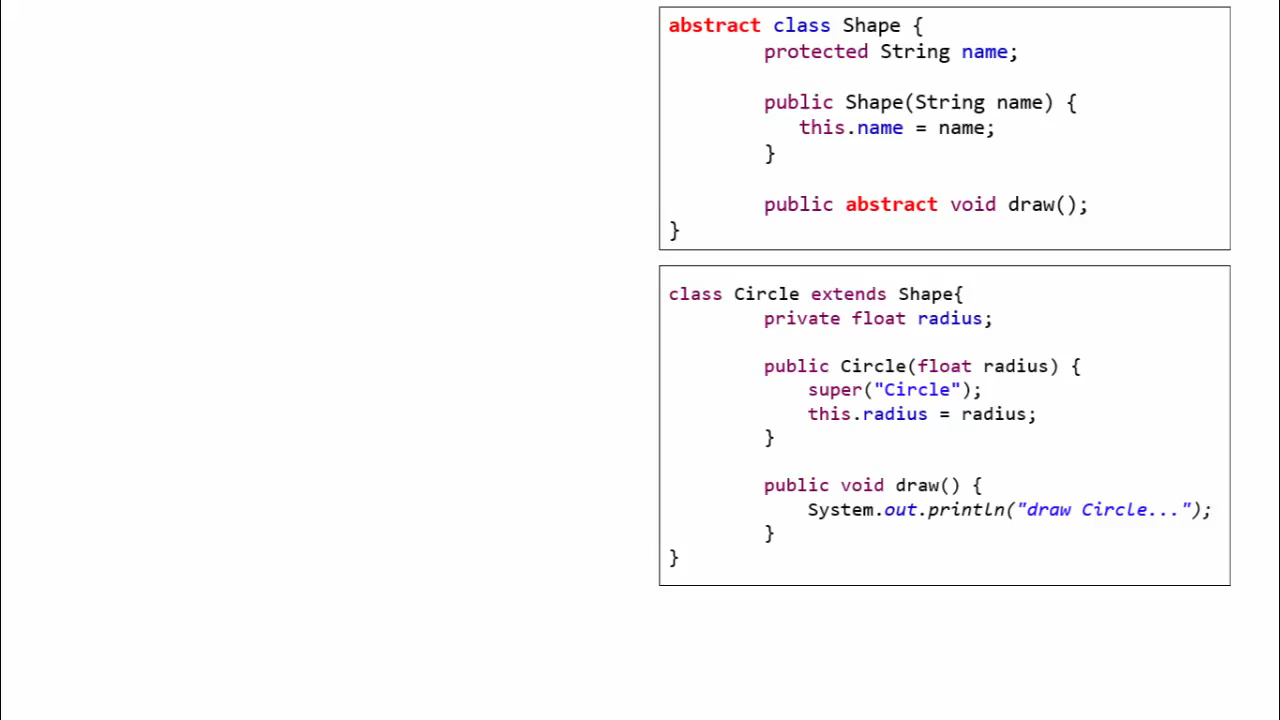 abstract class Shape {
protected String name;
public Shape(String name) {
this.name = name;
}
public abstract void draw();
}
class Circle extends Shape{
private float radius;
public Circle(float radius) {
super("Circle");
this.radius = radius;
}
public void draw() {
System.out.println("draw Circle...");
}
}